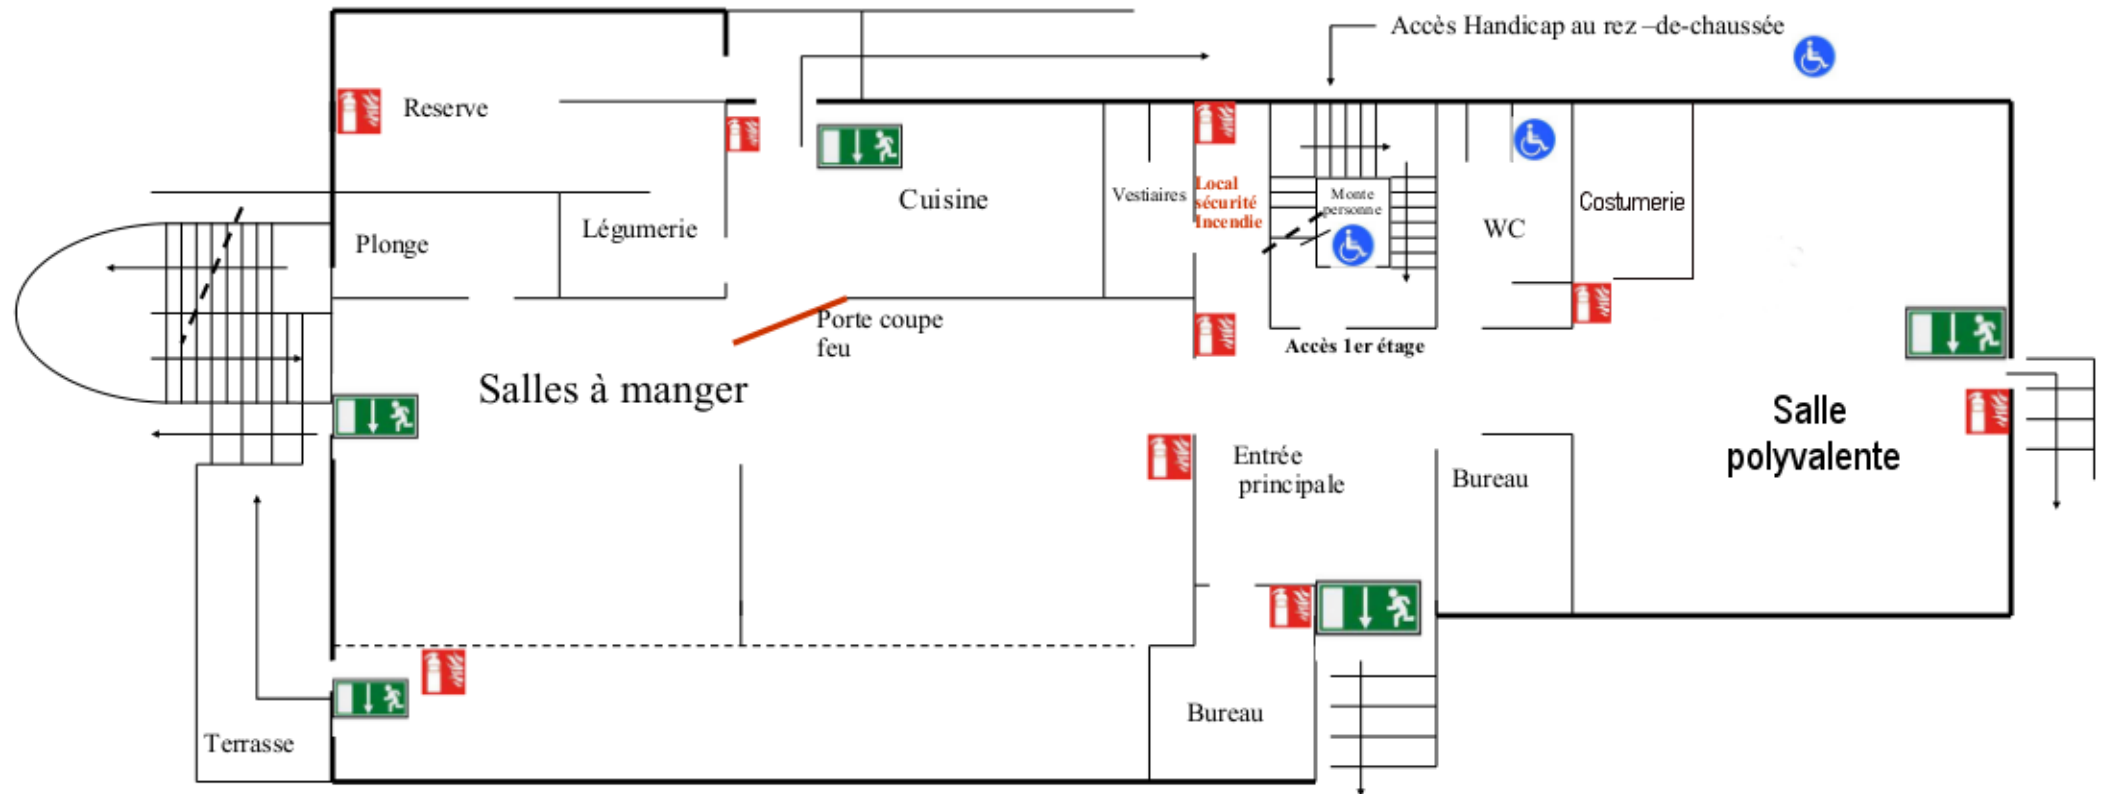 Accès Handicap au rez –de-chaussée
Reserve
Cuisine
Vestiaires
Local
sécurité
Incendie
Monte
personne
WC
Costumerie
Plonge
Légumerie
Porte coupe
feu
Accès 1er étage
Salles à manger
Salle
polyvalente
Entrée
principale
Bureau
Bureau
Terrasse